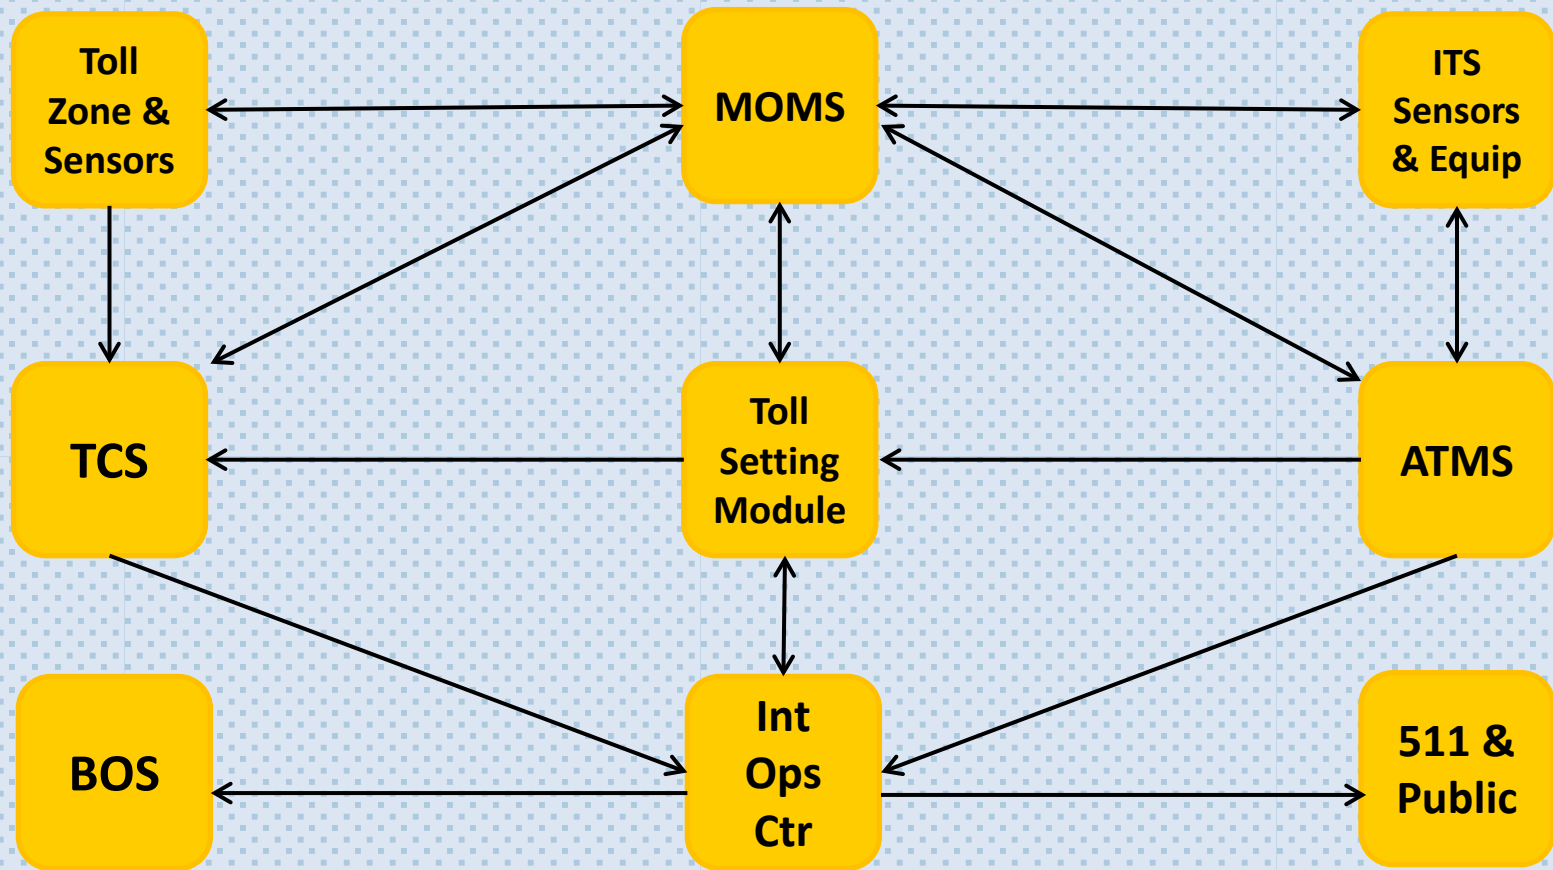 Toll
Zone &
Sensors
MOMS
ITS
Sensors
& Equip
TCS
Toll
Setting
Module
ATMS
BOS
Int
Ops
Ctr
511 &
Public